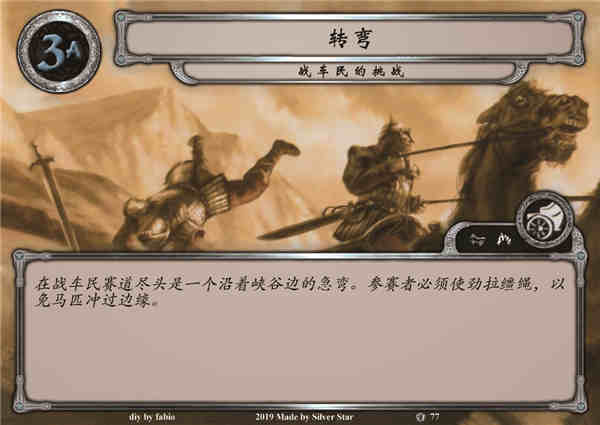 3A
转弯
战车民的挑战
在战车民赛道尽头是一个沿着峡谷边的急弯。参赛者必须使劲拉缰绳，以
免马匹冲过边缘。
diy by fabio 2019 Made by Silver Star 77